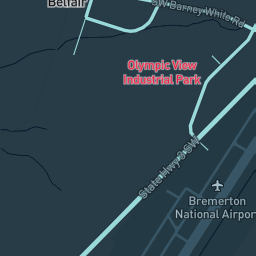 Belfair
SW Barney White Rd
Olympic View
Industrial Park
State Hwy 3 SW
Bremerton
National Airport